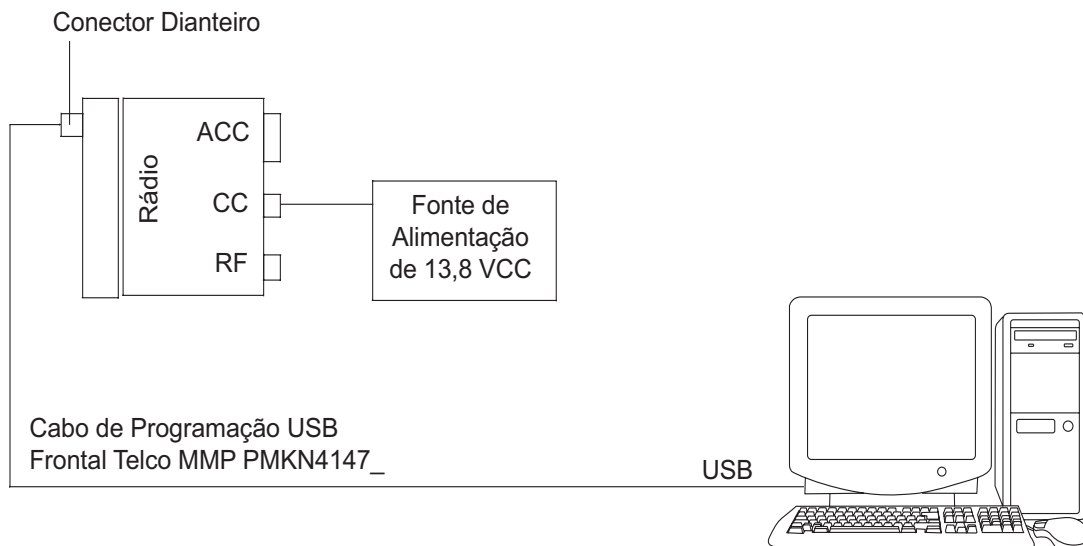 Conector Dianteiro
Rádio
ACC
CC
RF
Fonte de
Alimentação
de 13,8 VCC
Cabo de Programação USB
Frontal Telco MMP PMKN4147_
USB